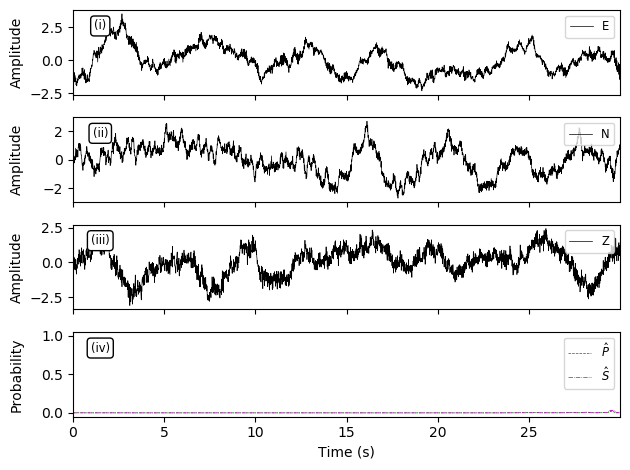 (i)
E
Amplitude
2.5
0.0
−2.5
(ii)
N
Amplitude
2
0
−2
(iii)
Z
Amplitude
2.5
0.0
−2.5
(iv)
P̂
Ŝ
Probability
1.0
0.5
0.0
0 5 10 15 20 25
Time (s)